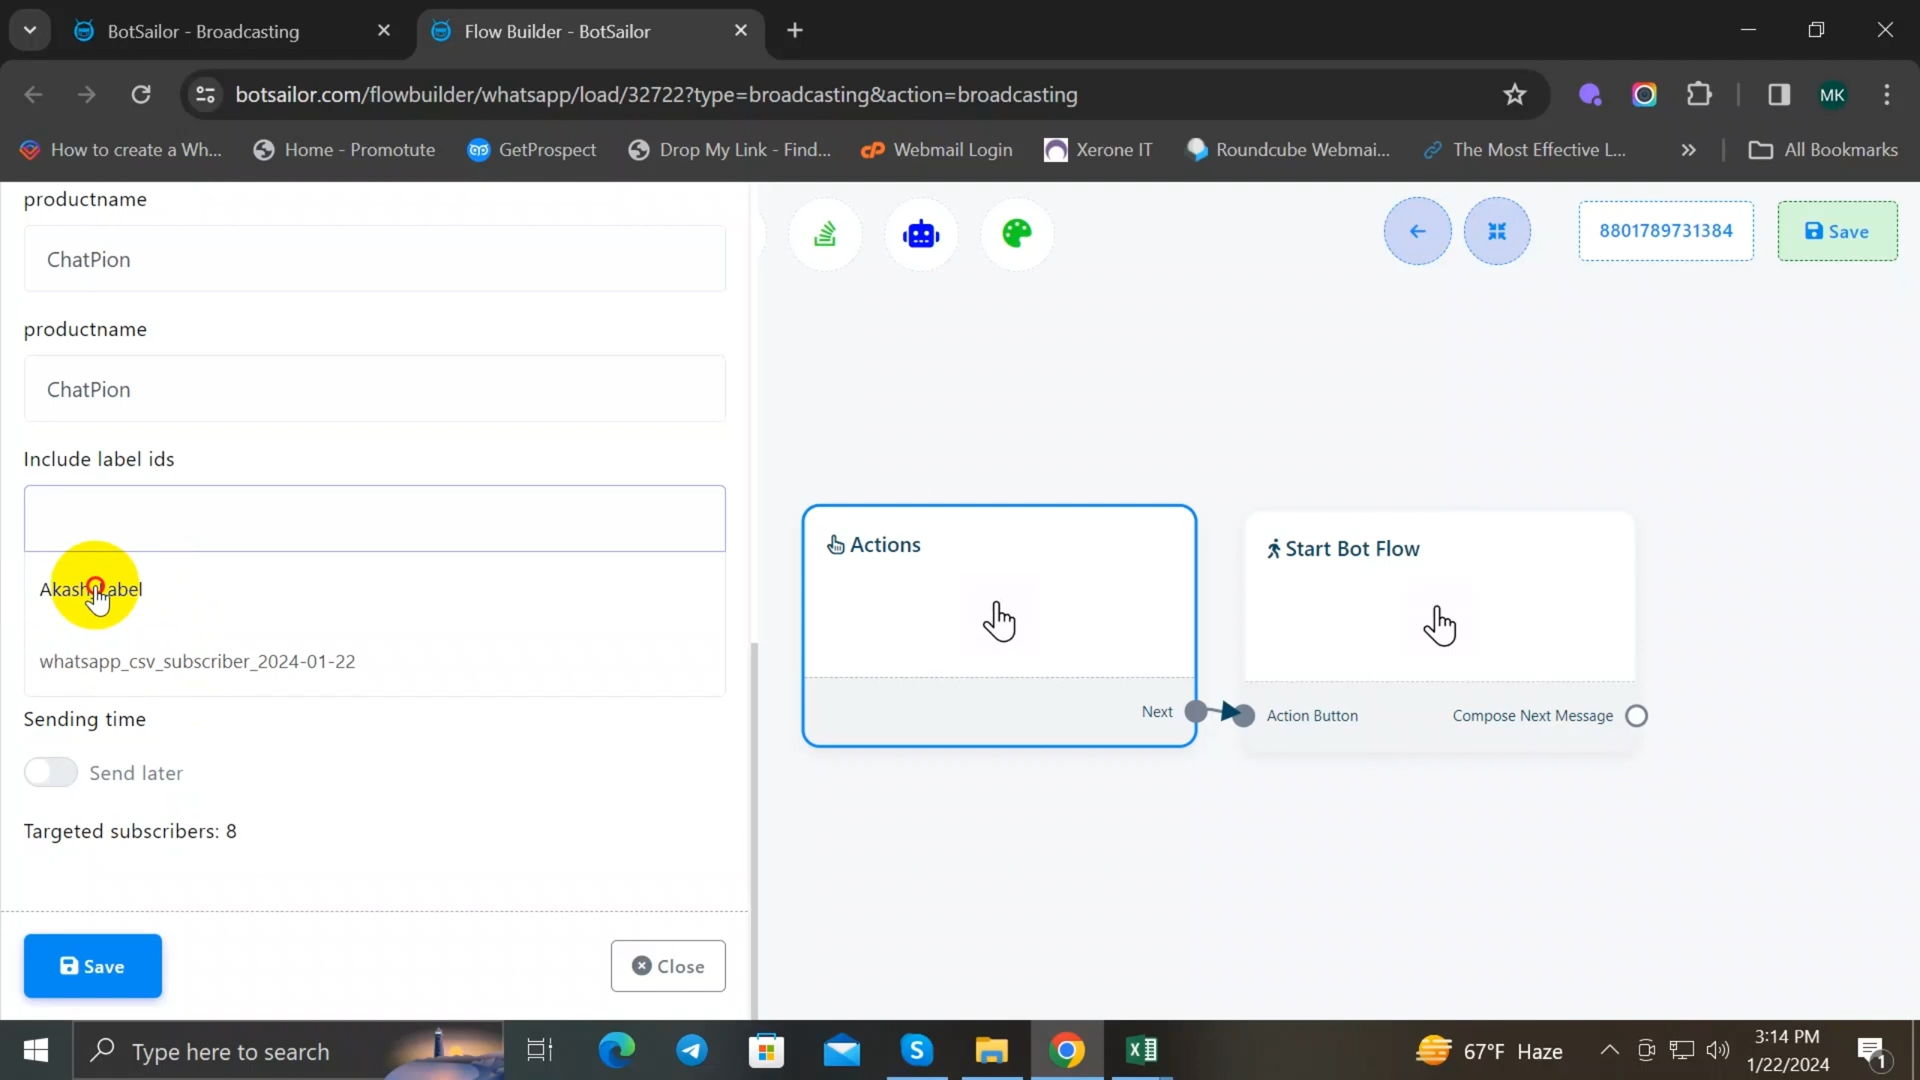 BotSailor - Broadcasting
Flow Builder - BotSailor
botsailor.com/flowbuilder/whatsapp/load/32722?type=broadcasting&action=broadcasting
MK
How to create a Wh...
Home - Promotute
GetProspect
Drop My Link - Find...
Webmail Login
Xerone IT
Roundcube Webmai...
The Most Effective L...
All Bookmarks
productname
ChatPion
productname
ChatPion
Include label ids
whatsapp_csv_subscriber_2024-01-22
Sending time
Send later
Targeted subscribers: 8
Save
Close
8801789731384
Save
Actions
Next
Start Bot Flow
Action Button
Compose Next Message
Type here to search
67°F Haze
3:14 PM
1/22/2024
1